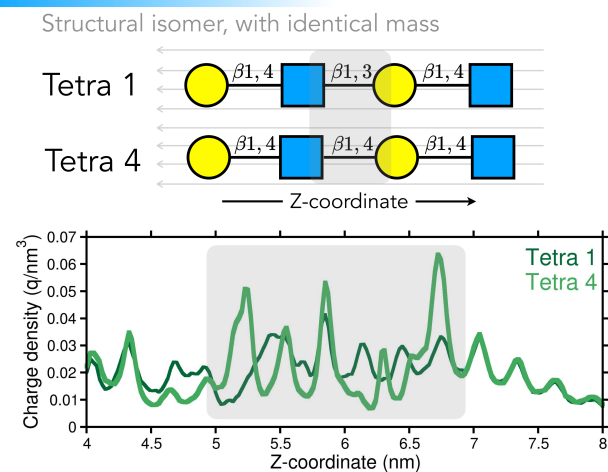 Structural isomer, with identical mass
Tetra 1
β1, 4
β1, 3
β1, 4
Tetra 4
β1, 4
β1, 4
β1, 4
Z-coordinate
0.07
0.06
0.05
0.04
0.03
0.02
0.01
0
Charge density (q/nm³)
Tetra 1
Tetra 4
4
4.5
5
5.5
6
6.5
7
7.5
8
Z-coordinate (nm)